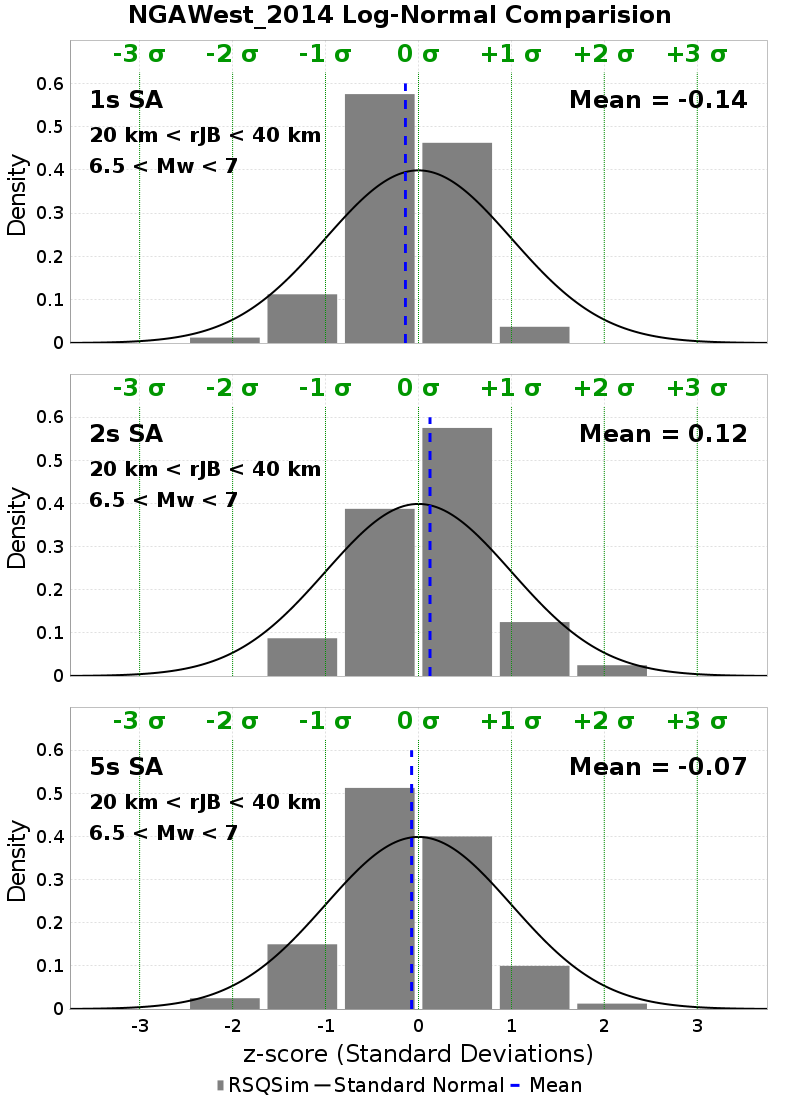 NGAWest_2014 Log-Normal Comparision
-3 σ -2 σ -1 σ 0 σ +1 σ +2 σ +3 σ
1s SA
Mean = -0.14
20 km < rJB < 40 km
6.5 < Mw < 7
0.6
0.5
0.4
0.3
0.2
0.1
0
Density
-3 σ -2 σ -1 σ 0 σ +1 σ +2 σ +3 σ
2s SA
Mean = 0.12
20 km < rJB < 40 km
6.5 < Mw < 7
0.6
0.5
0.4
0.3
0.2
0.1
0
Density
-3 σ -2 σ -1 σ 0 σ +1 σ +2 σ +3 σ
5s SA
Mean = -0.07
20 km < rJB < 40 km
6.5 < Mw < 7
0.6
0.5
0.4
0.3
0.2
0.1
0
Density
-3 -2 -1 0 1 2 3
z-score (Standard Deviations)
RSQSim Standard Normal Mean